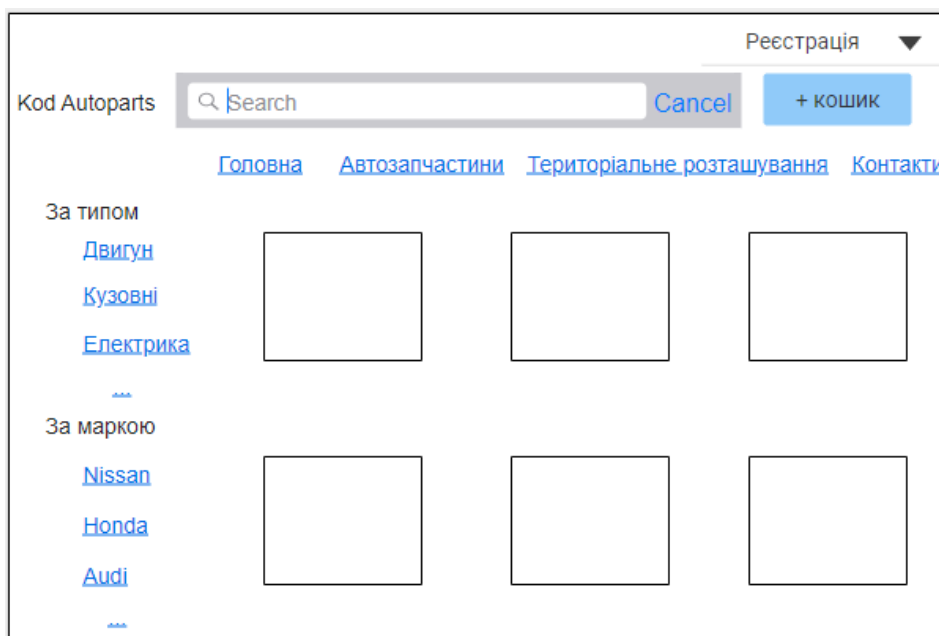 Реєстрація
Kod Autoparts Search Cancel + кошик
Головна Автозапчастини Територіальне розташування Контакти
За типом
Двигун
Кузовні
Електрика
...
За маркою
Nissan
Honda
Audi
...